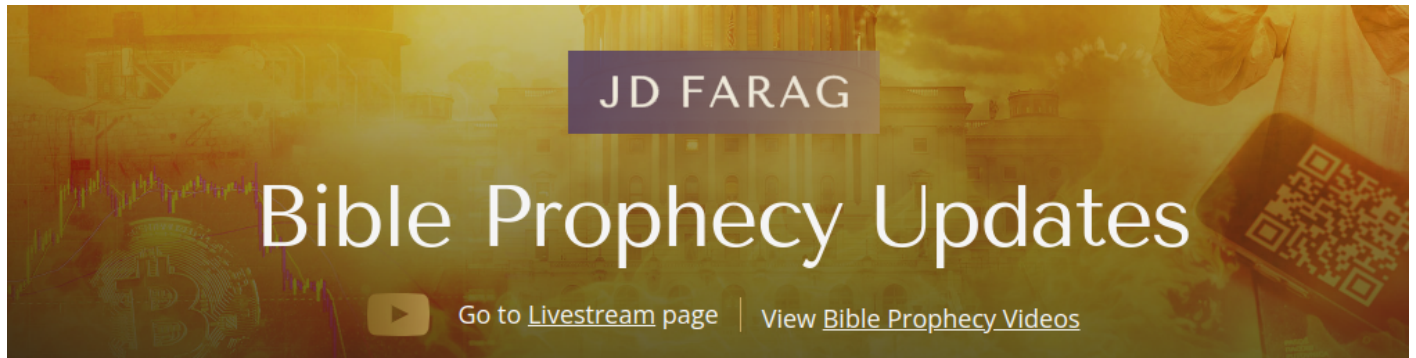 JD FARAG
Bible Prophecy Updates
Go to Livestream page
View Bible Prophecy Videos